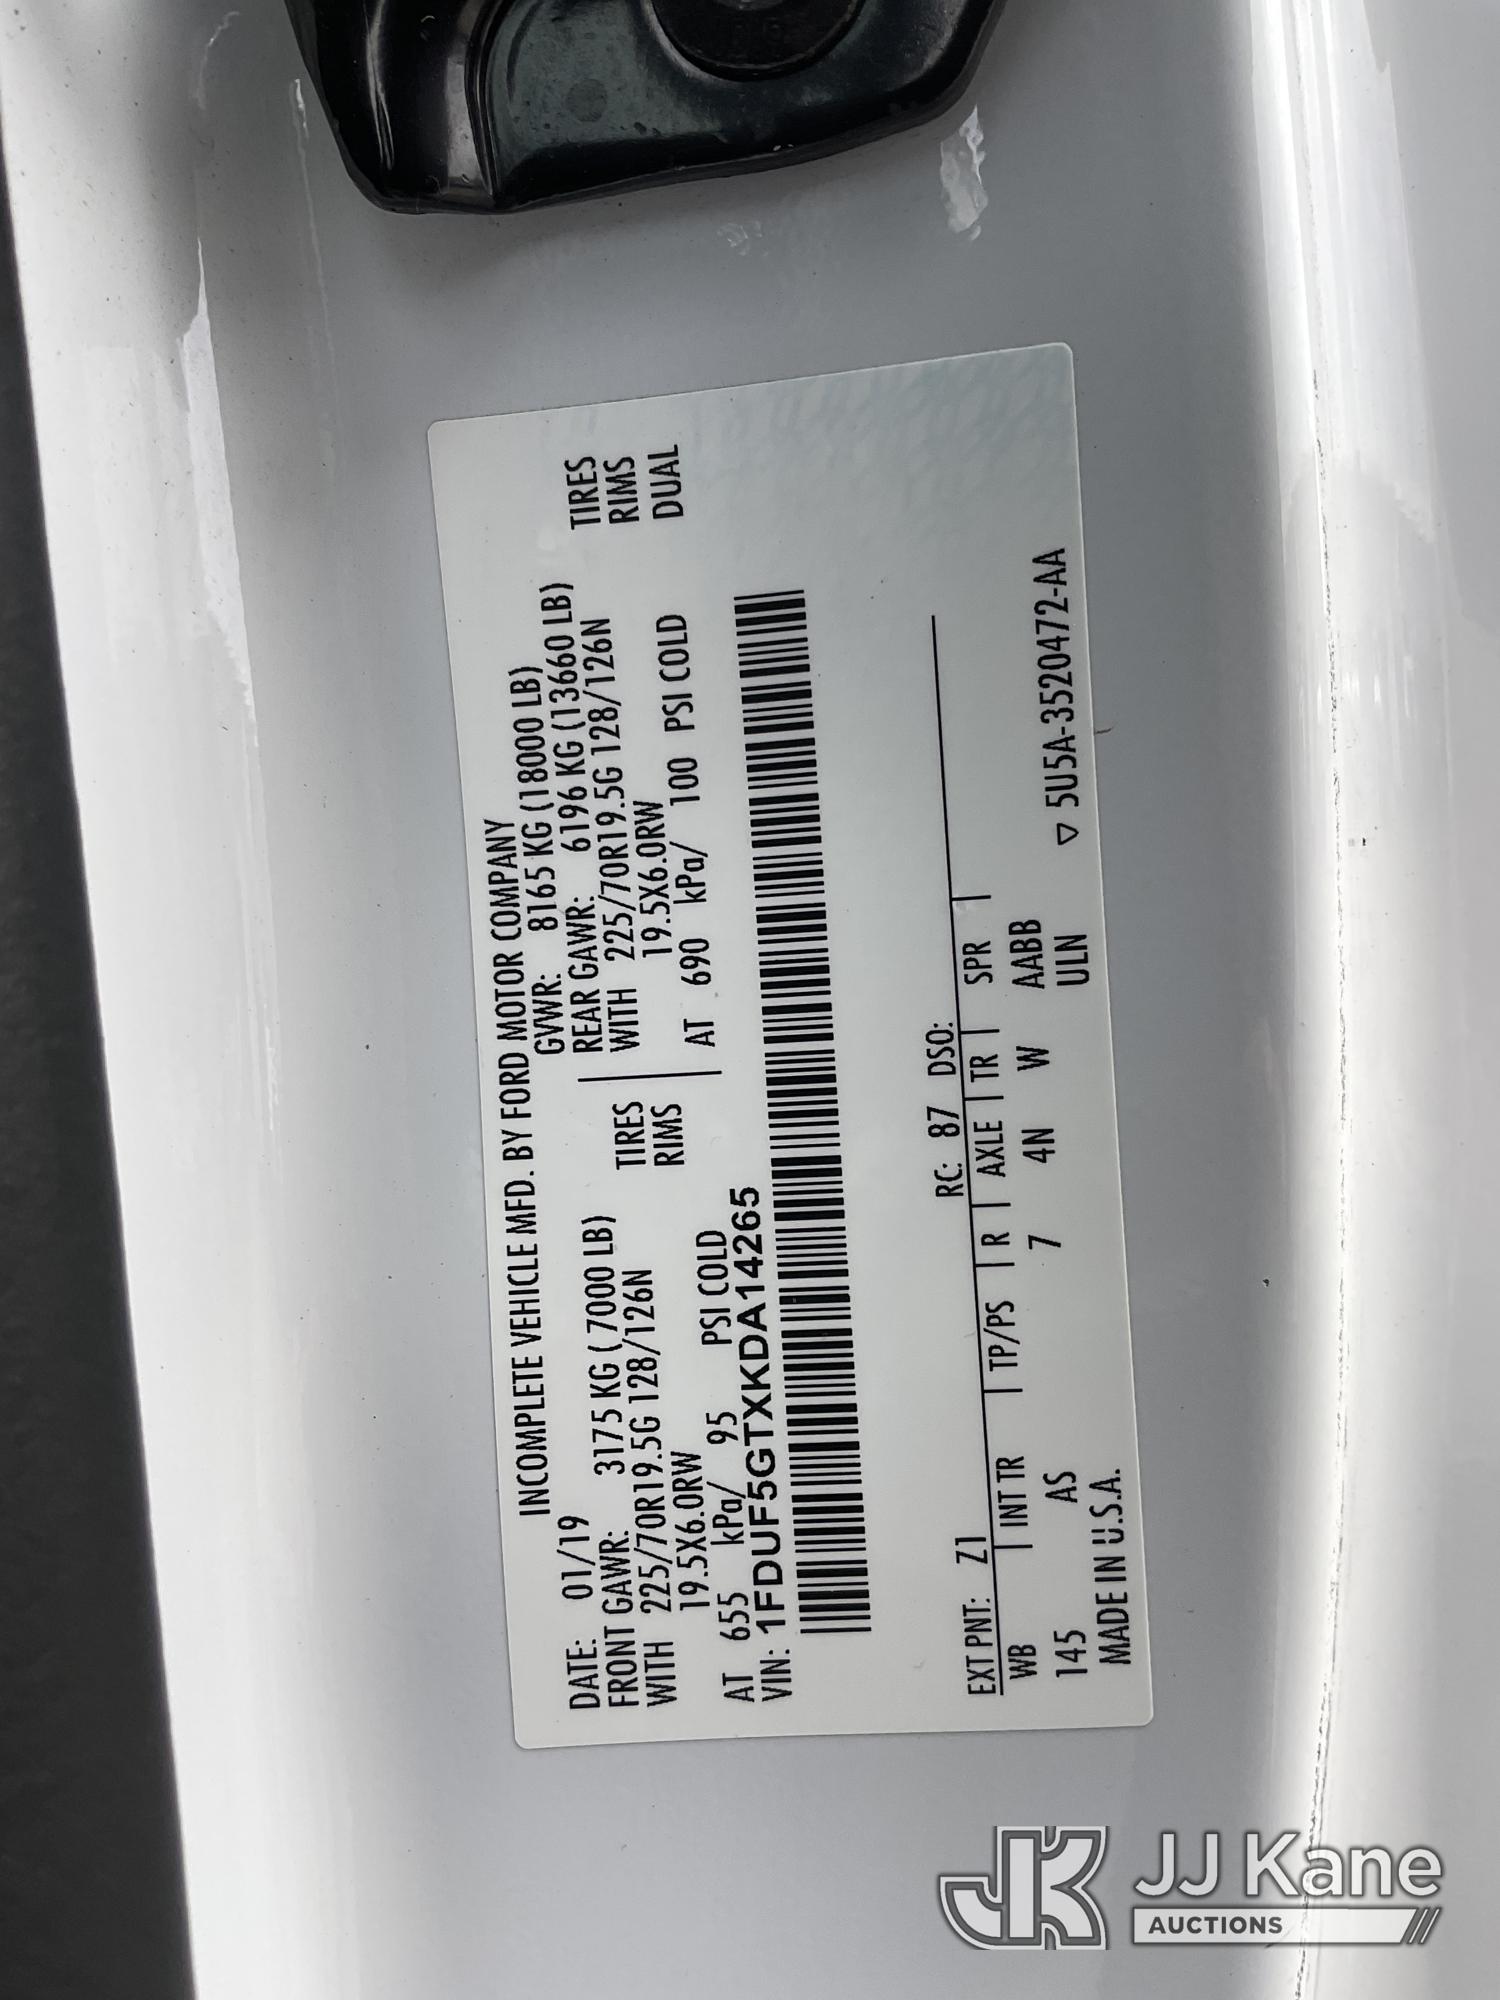 INCOMPLETE VEHICLE MFD. BY FORD MOTOR COMPANY
DATE: 01/19 GVWR: 8165 KG (18000 LB)
FRONT GAWR: 3175 KG ( 7000 LB) REAR GAWR: 6196 KG (13660 LB)
WITH 225/70R19.5G 128/126N TIRES WITH 225/70R19.5G 128/126N TIRES
19.5X6.0RW RIMS 19.5X6.0RW RIMS
AT 655 kPa/ 95 PSI COLD AT 690 kPa/ 100 PSI COLD DUAL
VIN: 1FDUF5GTXKDA14265
EXT PNT: Z1 RC: 87 DSO:
WB INT TR TP/PS R AXLE TR SPR
145 AS 7 4N W AABB
MADE IN U.S.A. ULN
▽ 5U5A-3520472-AA
JK JJ Kane
AUCTIONS